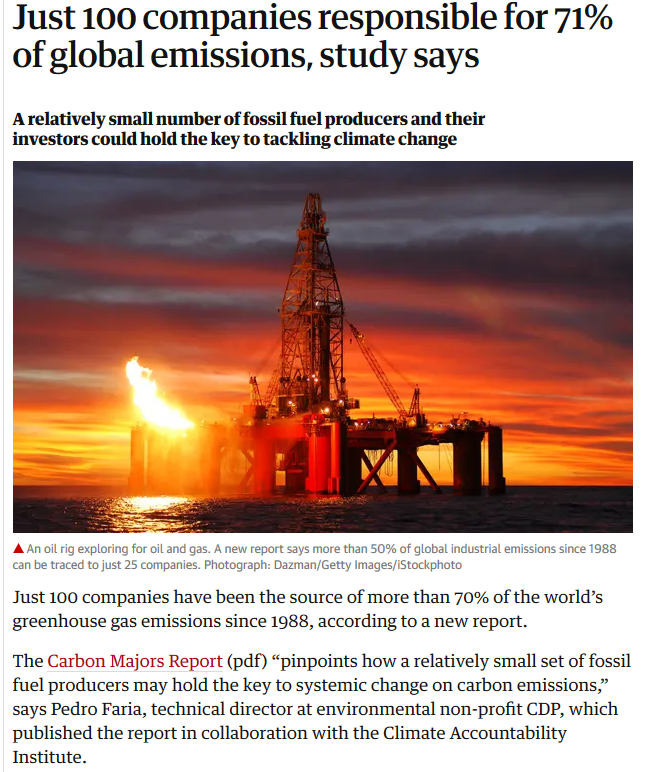 Just 100 companies responsible for 71%
of global emissions, study says
A relatively small number of fossil fuel producers and their
investors could hold the key to tackling climate change
▲ An oil rig exploring for oil and gas. A new report says more than 50% of global industrial emissions since 1988
can be traced to just 25 companies. Photograph: Dazman/Getty Images/iStockphoto
Just 100 companies have been the source of more than 70% of the world’s
greenhouse gas emissions since 1988, according to a new report.
The Carbon Majors Report (pdf) “pinpoints how a relatively small set of fossil
fuel producers may hold the key to systemic change on carbon emissions,”
says Pedro Faria, technical director at environmental non-profit CDP, which
published the report in collaboration with the Climate Accountability
Institute.